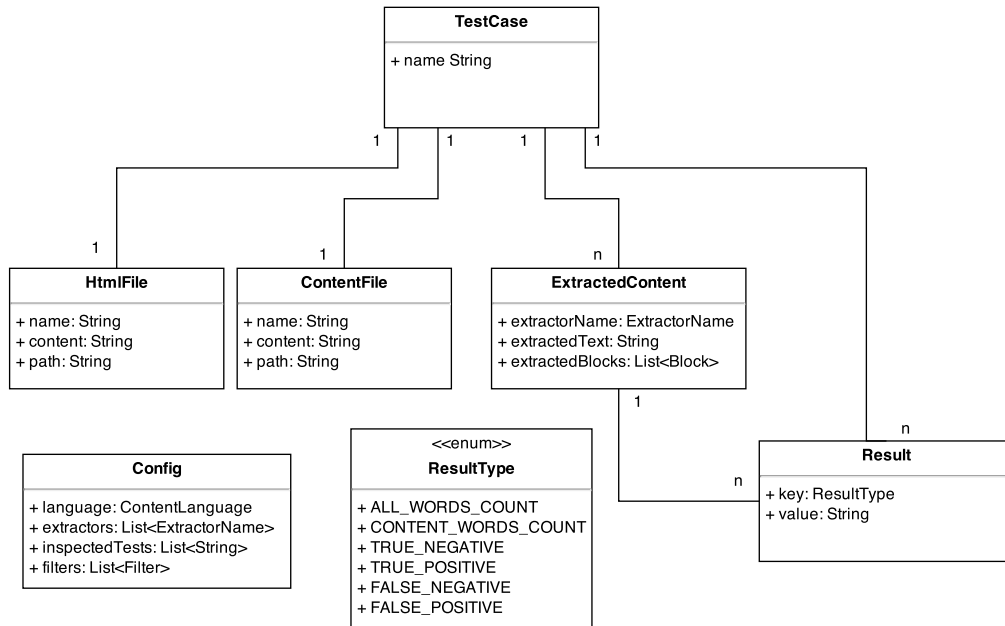 TestCase
+ name String
1
1
1
1
1
1
n
HtmlFile
+ name: String
+ content: String
+ path: String
ContentFile
+ name: String
+ content: String
+ path: String
ExtractedContent
+ extractorName: ExtractorName
+ extractedText: String
+ extractedBlocks: List<Block>
1
n
n
Config
+ language: ContentLanguage
+ extractors: List<ExtractorName>
+ inspectedTests: List<String>
+ filters: List<Filter>
<<enum>>
ResultType
+ ALL_WORDS_COUNT
+ CONTENT_WORDS_COUNT
+ TRUE_NEGATIVE
+ TRUE_POSITIVE
+ FALSE_NEGATIVE
+ FALSE_POSITIVE
Result
+ key: ResultType
+ value: String